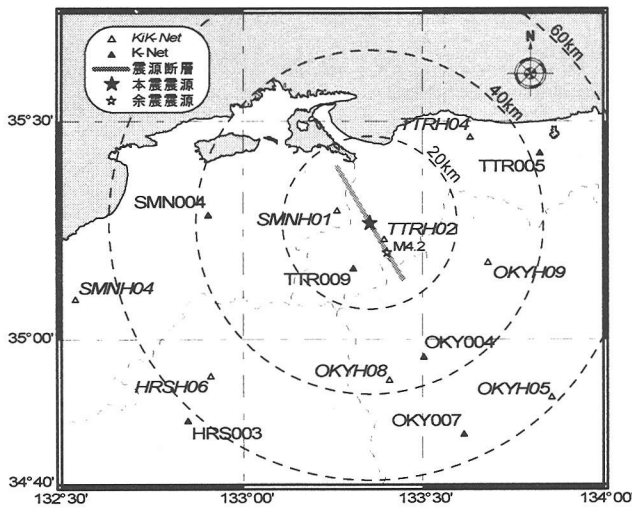 KiK-Net
K-Net
震源断層
本震震源
余震震源
N
60km
40km
20km
35°30'
TTRH04
TTR005
SMN004
SMNH01
TTRH02
M4.2
TTR009
OKYH09
SMNH04
35°00'
OKY004
HRSH06
OKYH08
OKYH05
HRS003
OKY007
34°40'
132°30'
133°00'
133°30'
134°00'